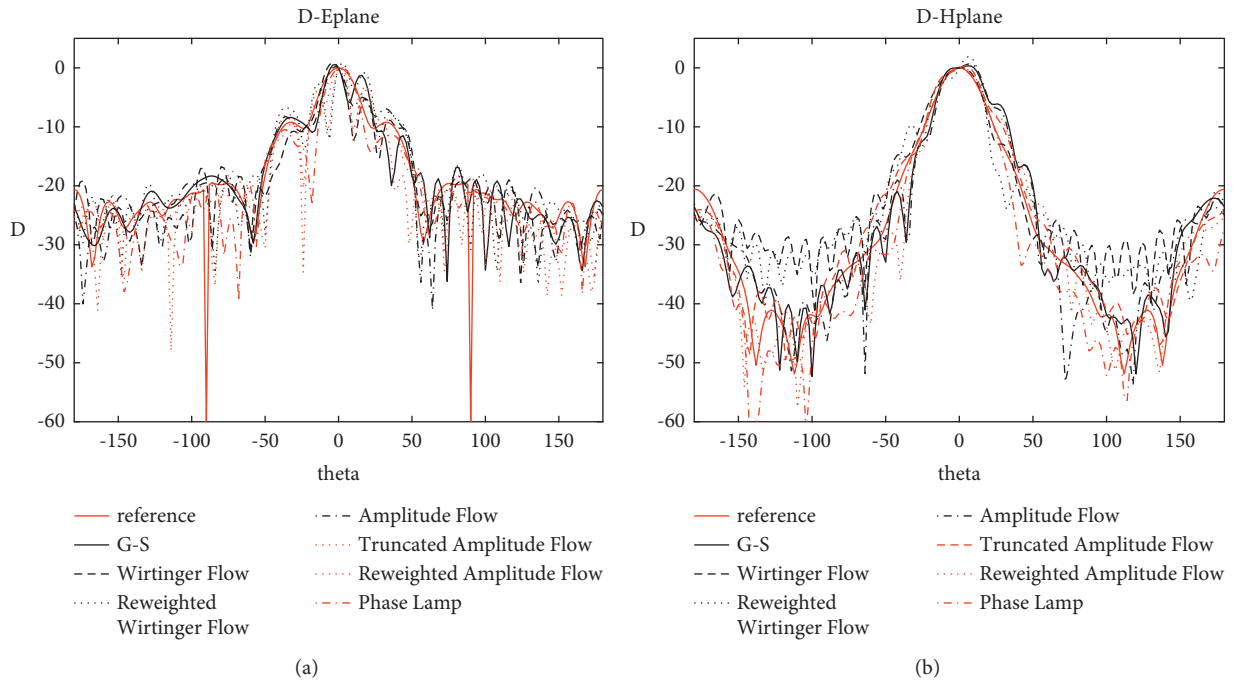 D-Eplane
0
-10
-20
D
-30
-40
-50
-60
-150
-100
-50
0
50
100
150
theta
reference
G-S
Wirtinger Flow
Reweighted
Wirtinger Flow
Amplitude Flow
Truncated Amplitude Flow
Reweighted Amplitude Flow
Phase Lamp
(a)
D-Hplane
0
-10
-20
D
-30
-40
-50
-60
-150
-100
-50
0
50
100
150
theta
reference
G-S
Wirtinger Flow
Reweighted
Wirtinger Flow
Amplitude Flow
Truncated Amplitude Flow
Reweighted Amplitude Flow
Phase Lamp
(b)